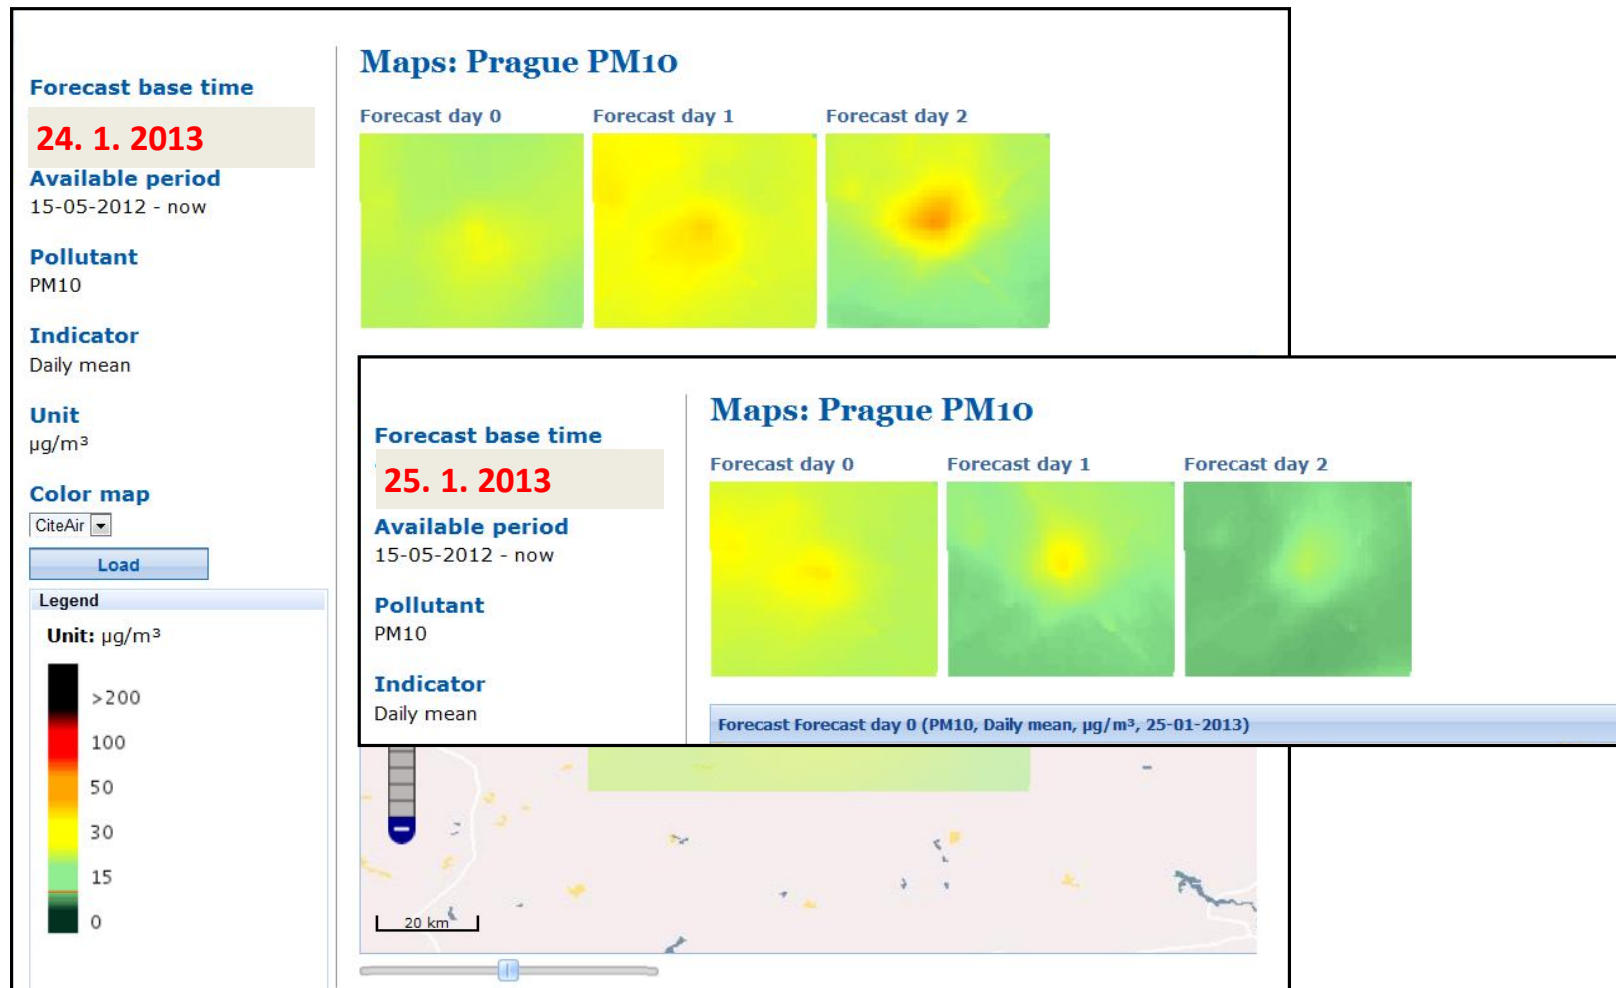 Maps: Prague PM10
Forecast base time
24. 1. 2013
Available period
15-05-2012 - now
Pollutant
PM10
Indicator
Daily mean
Unit
µg/m³
Color map
CiteAir
Load
Legend
Unit: µg/m³
>200
100
50
30
15
0
Forecast day 0
Forecast day 1
Forecast day 2
Maps: Prague PM10
Forecast base time
25. 1. 2013
Available period
15-05-2012 - now
Pollutant
PM10
Indicator
Daily mean
Forecast day 0
Forecast day 1
Forecast day 2
Forecast Forecast day 0 (PM10, Daily mean, µg/m³, 25-01-2013)
20 km